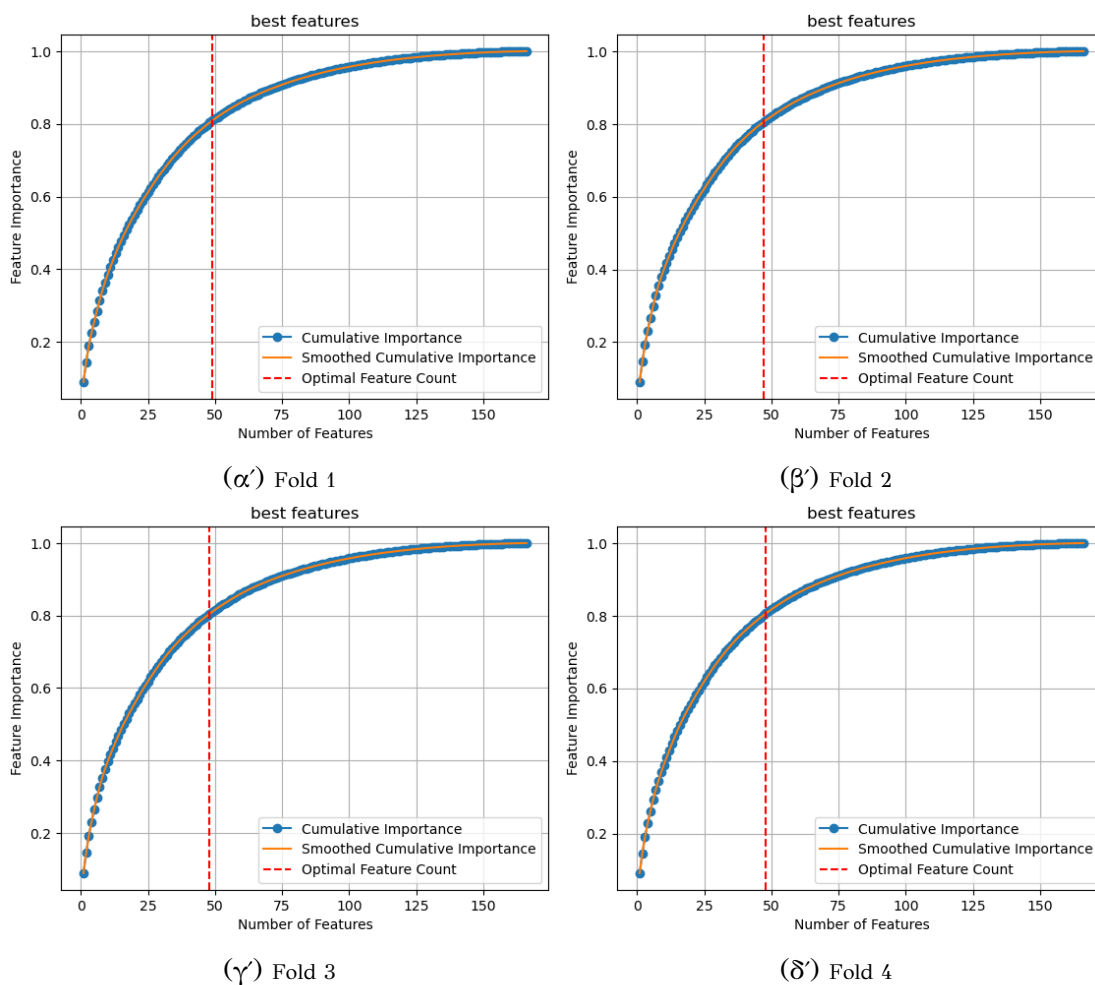 best features
Feature Importance
1.0
0.8
0.6
0.4
0.2
Cumulative Importance
Smoothed Cumulative Importance
Optimal Feature Count
0 25 50 75 100 125 150
Number of Features
(α΄) Fold 1
best features
Feature Importance
1.0
0.8
0.6
0.4
0.2
Cumulative Importance
Smoothed Cumulative Importance
Optimal Feature Count
0 25 50 75 100 125 150
Number of Features
(β΄) Fold 2
best features
Feature Importance
1.0
0.8
0.6
0.4
0.2
Cumulative Importance
Smoothed Cumulative Importance
Optimal Feature Count
0 25 50 75 100 125 150
Number of Features
(γ΄) Fold 3
best features
Feature Importance
1.0
0.8
0.6
0.4
0.2
Cumulative Importance
Smoothed Cumulative Importance
Optimal Feature Count
0 25 50 75 100 125 150
Number of Features
(δ΄) Fold 4